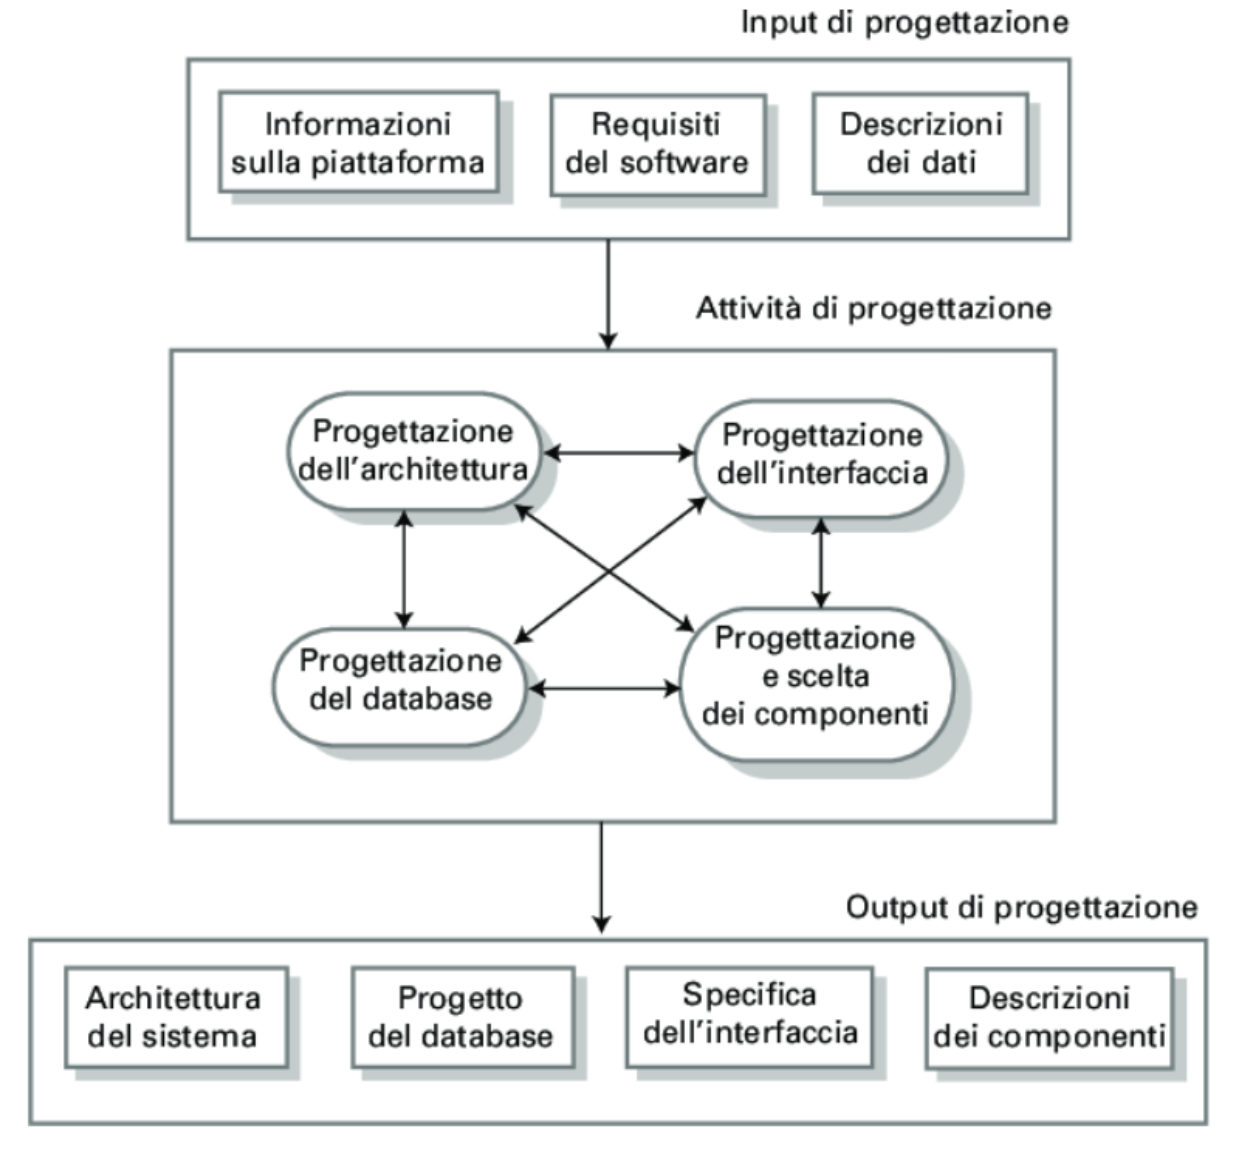 Input di progettazione
Informazioni
sulla piattaforma
Requisiti
del software
Descrizioni
dei dati
Attività di progettazione
Progettazione
dell'architettura
Progettazione
dell'interfaccia
Progettazione
del database
Progettazione
e scelta
dei componenti
Output di progettazione
Architettura
del sistema
Progetto
del database
Specifica
dell'interfaccia
Descrizioni
dei componenti